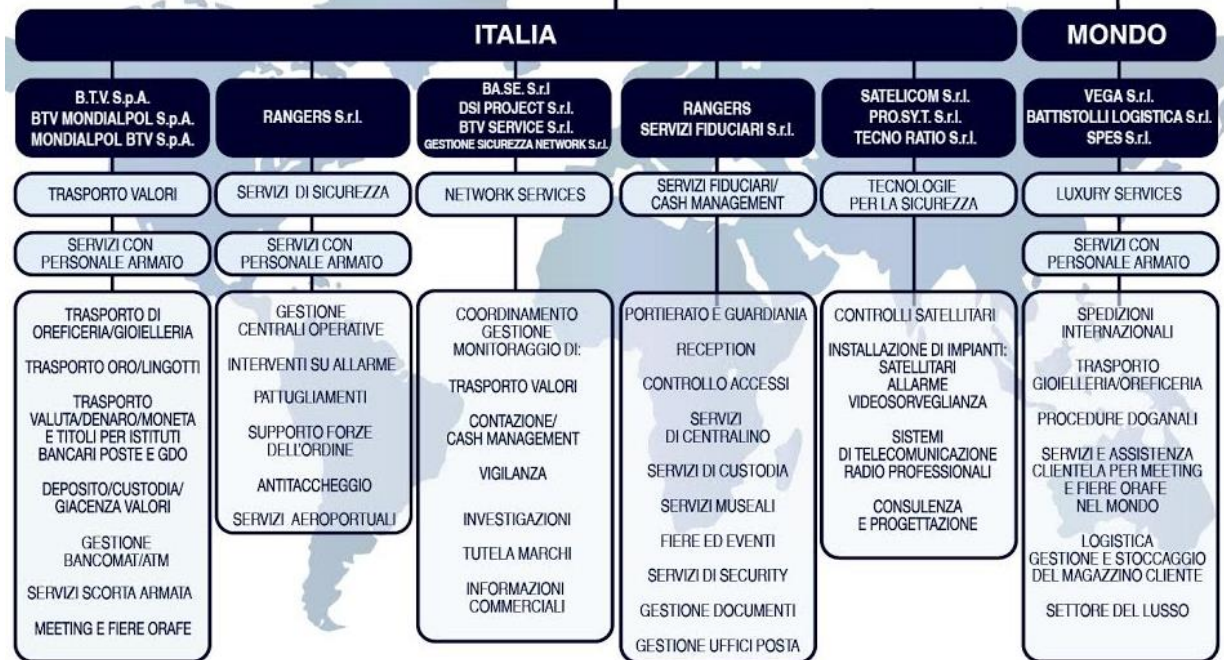 ITALIA
MONDO
B.T.V. S.p.A.
BTV MONDIALPOL S.p.A.
MONDIALPOL BTV S.p.A.
TRASPORTO VALORI
SERVIZI CON
PERSONALE ARMATO
TRASPORTO DI
OREFICERIA/GIOIELLERIA
TRASPORTO ORO/LINGOTTI
TRASPORTO
VALUTA/DENARO/MONETA
E TITOLI PER ISTITUTI
BANCARI POSTE E GDO
DEPOSITO/CUSTODIA/
GIACENZA VALORI
GESTIONE
BANCOMAT/ATM
SERVIZI SCORTA ARMATA
MEETING E FIERE ORAFE
RANGERS S.r.l.
SERVIZI DI SICUREZZA
SERVIZI CON
PERSONALE ARMATO
GESTIONE
CENTRALI OPERATIVE
INTERVENTI SU ALLARME
PATTUGLIAMENTI
SUPPORTO FORZE
DELL'ORDINE
ANTITACCHEGGIO
SERVIZI AEROPORTUALI
BA.SE. S.r.l
DSI PROJECT S.r.l.
BTV SERVICE S.r.l.
GESTIONE SICUREZZA NETWORK S.r.l.
NETWORK SERVICES
COORDINAMENTO
GESTIONE
MONITORAGGIO DI:
TRASPORTO VALORI
CONTAZIONE/
CASH MANAGEMENT
VIGILANZA
INVESTIGAZIONI
TUTELA MARCHI
INFORMAZIONI
COMMERCIALI
RANGERS
SERVIZI FIDUCIARI S.r.l.
SERVIZI FIDUCIARI/
CASH MANAGEMENT
PORTIERATO E GUARDIANIA
RECEPTION
CONTROLLO ACCESSI
SERVIZI
DI CENTRALINO
SERVIZI DI CUSTODIA
SERVIZI MUSEALI
FIERE ED EVENTI
SERVIZI DI SECURITY
GESTIONE DOCUMENTI
GESTIONE UFFICI POSTA
SATELICOM S.r.l.
PRO.SY.T. S.r.l.
TECNO RATIO S.r.l.
TECNOLOGIE
PER LA SICUREZZA
CONTROLLI SATELLITARI
INSTALLAZIONE DI IMPIANTI:
SATELLITARI
ALLARME
VIDEOSORVEGLIANZA
SISTEMI
DI TELECOMUNICAZIONE
RADIO PROFESSIONALI
CONSULENZA
E PROGETTAZIONE
VEGA S.r.l.
BATTISTOLLI LOGISTICA S.r.l.
SPES S.r.l.
LUXURY SERVICES
SERVIZI CON
PERSONALE ARMATO
SPEDIZIONI
INTERNAZIONALI
TRASPORTO
GIOIELLERIA/OREFICERIA
PROCEDURE DOGANALI
SERVIZI E ASSISTENZA
CLIENTELA PER MEETING
E FIERE ORAFE
NEL MONDO
LOGISTICA
GESTIONE E STOCCAGGIO
DEL MAGAZZINO CLIENTE
SETTORE DEL LUSSO